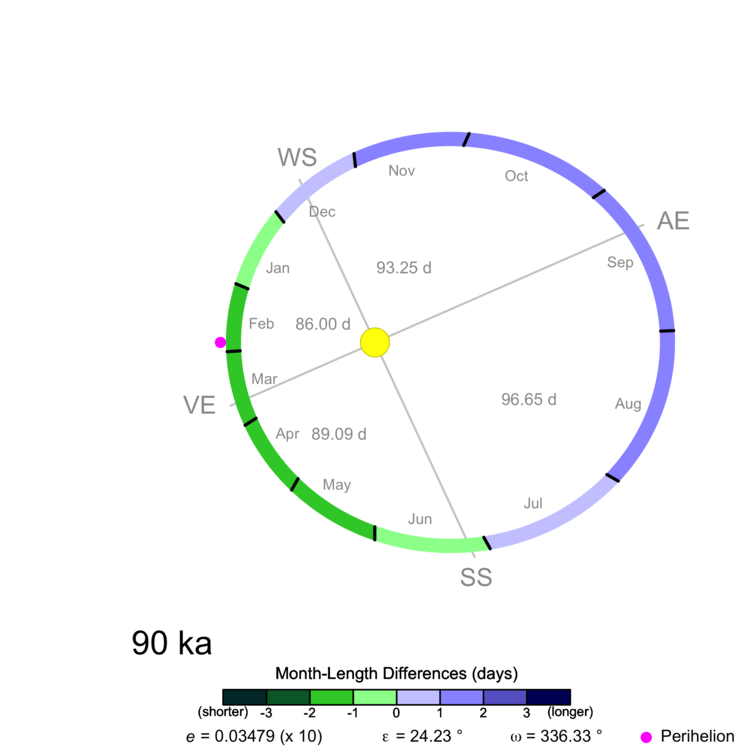 WS
Nov
Oct
Dec
AE
Jan
93.25 d
Sep
Feb
86.00 d
Mar
VE
96.65 d
Aug
Apr
89.09 d
May
Jul
Jun
SS
90 ka
Month-Length Differences (days)
(shorter) -3 -2 -1 0 1 2 3 (longer)
e = 0.03479 (x 10) ε = 24.23 ° ω = 336.33 ° Perihelion